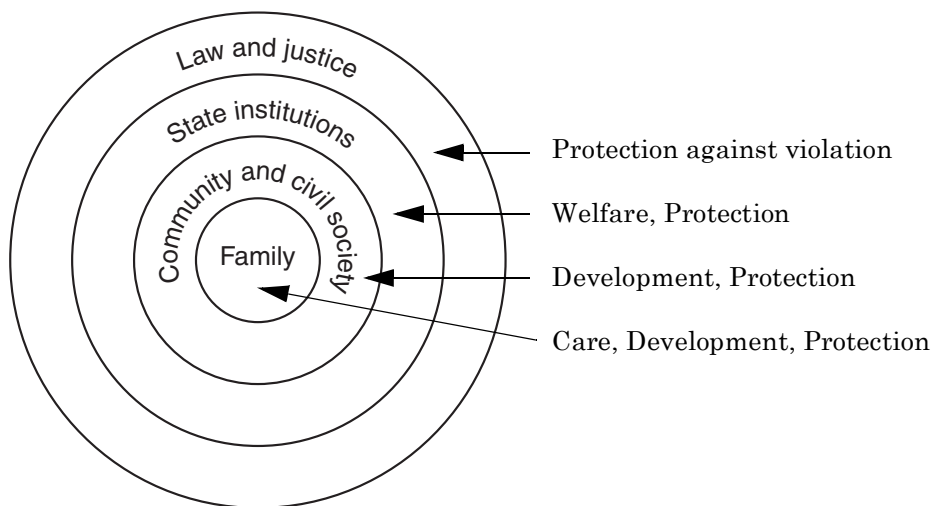 Law and justice
State institutions
Community and civil society
Family
Protection against violation
Welfare, Protection
Development, Protection
Care, Development, Protection